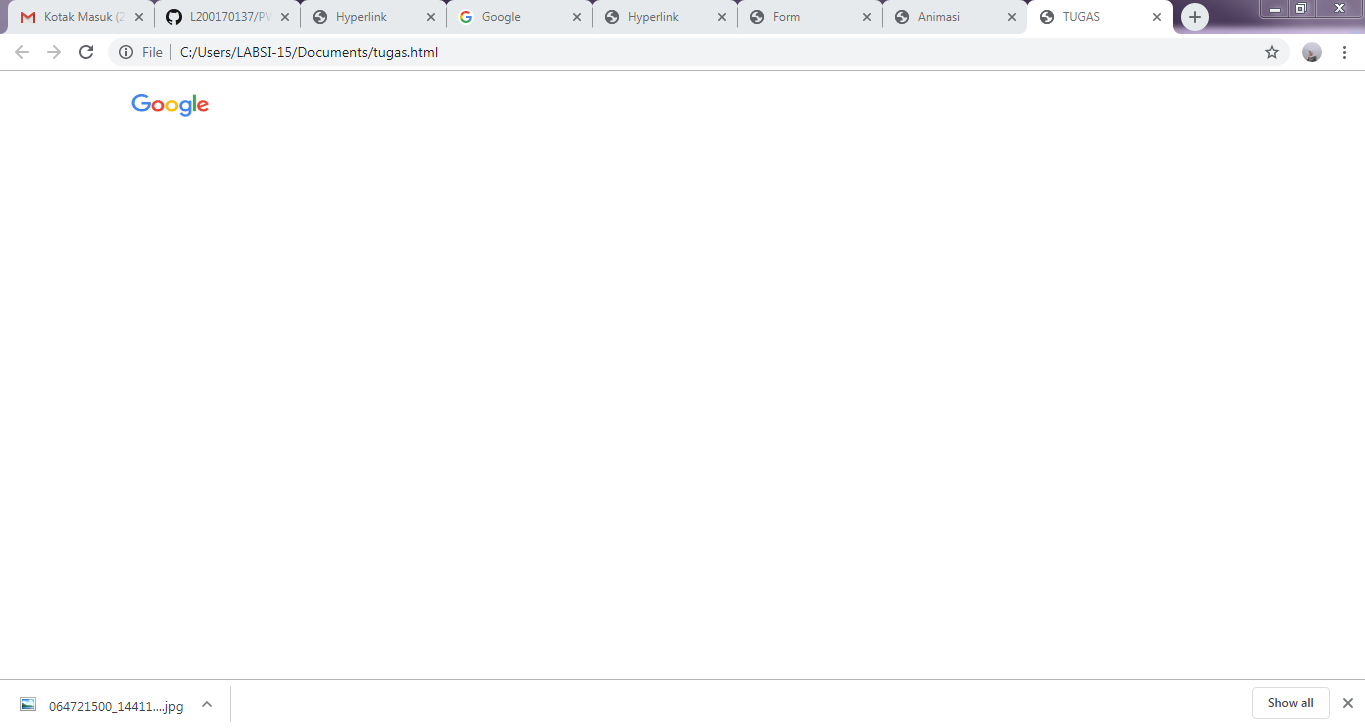 Kotak Masuk (2
L200170137/PW
Hyperlink
Google
Hyperlink
Form
Animasi
TUGAS
File
C:/Users/LABSI-15/Documents/tugas.html
Google
064721500_14411....jpg
Show all